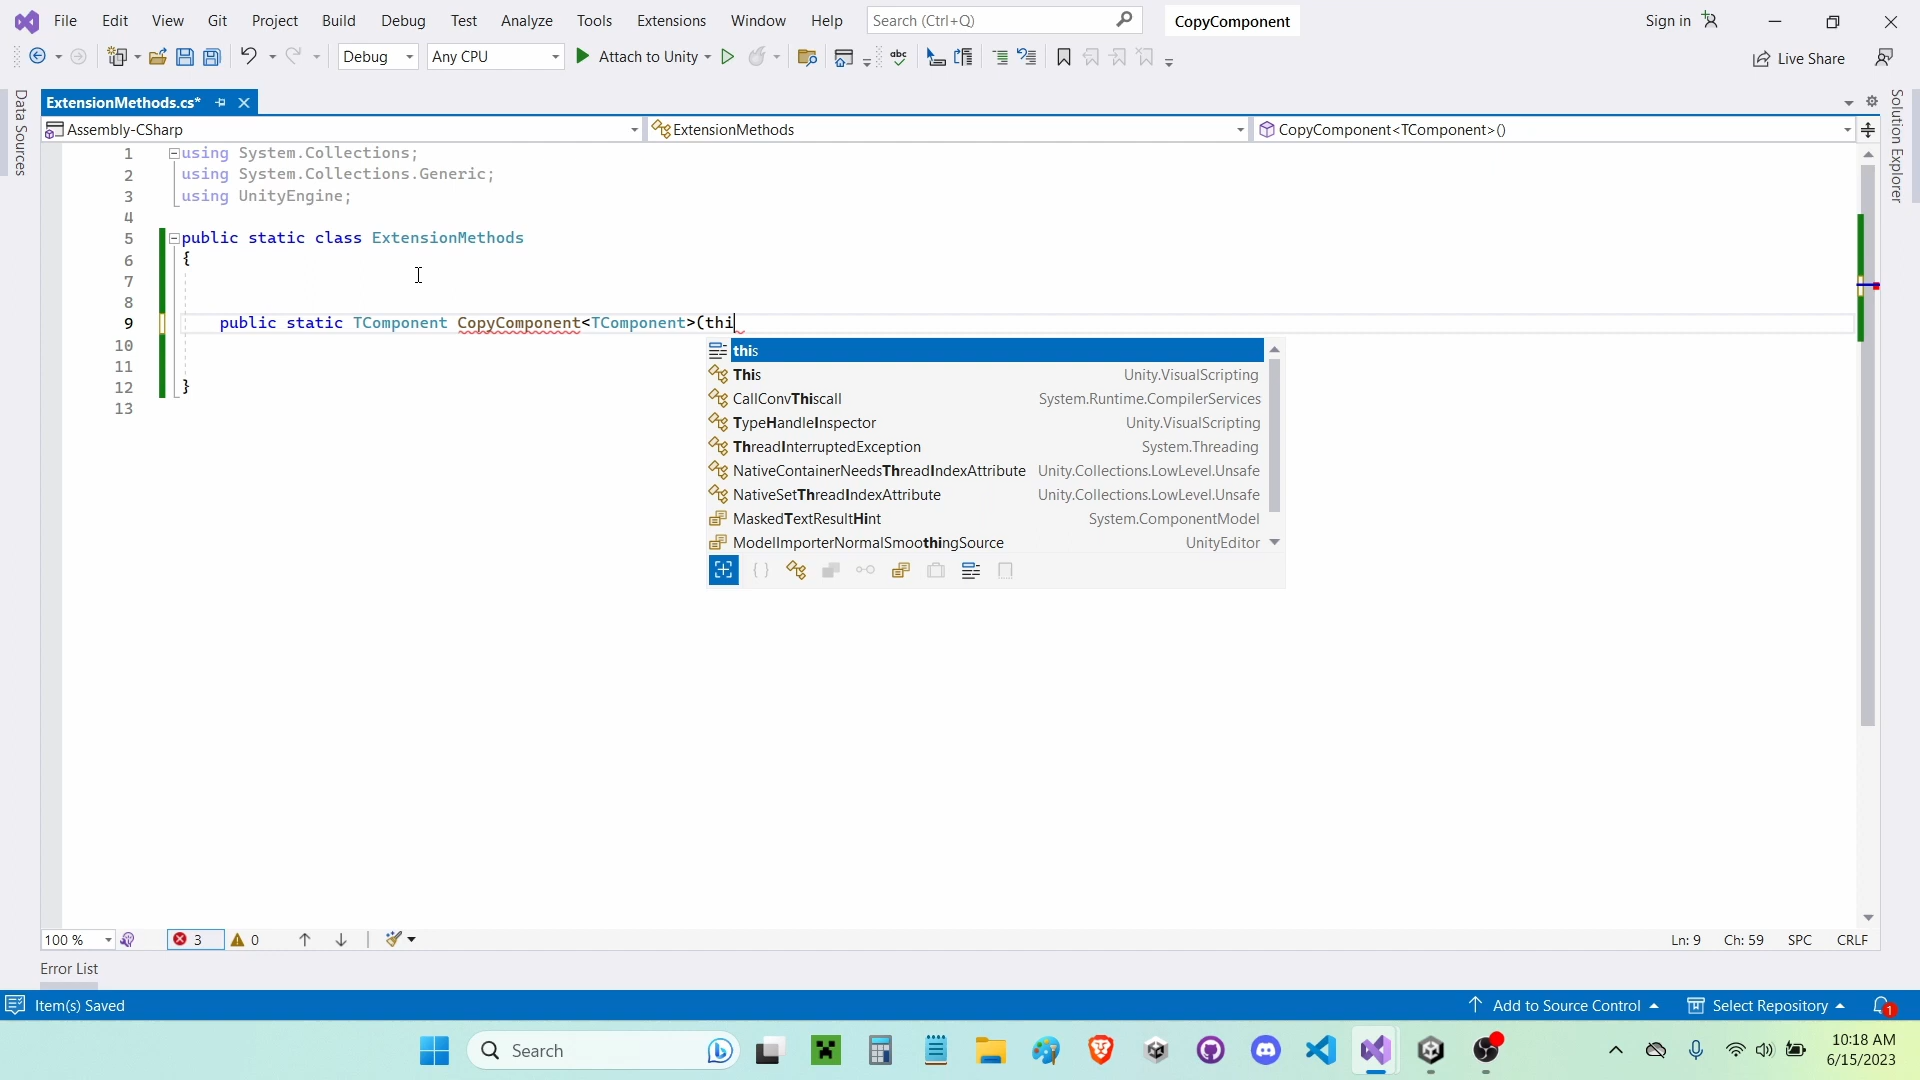 File Edit View Git Project Build Debug Test Analyze Tools Extensions Window Help Search (Ctrl+Q) CopyComponent Sign in
Debug Any CPU Attach to Unity abc Live Share
Data Sources
ExtensionMethods.cs*
Solution Explorer
Assembly-CSharp ExtensionMethods CopyComponent<TComponent>()
1 using System.Collections;
2 using System.Collections.Generic;
3 using UnityEngine;
4
5 public static class ExtensionMethods
6 {
7
8
9 public static TComponent CopyComponent<TComponent>(thi
10
11
12 }
13
this
This Unity.VisualScripting
CallConvThiscall System.Runtime.CompilerServices
TypeHandleInspector Unity.VisualScripting
ThreadInterruptedException System.Threading
NativeContainerNeedsThreadIndexAttribute Unity.Collections.LowLevel.Unsafe
NativeSetThreadIndexAttribute Unity.Collections.LowLevel.Unsafe
MaskedTextResultHint System.ComponentModel
ModelImporterNormalSmoothingSource UnityEditor
100 % 3 0 Ln: 9 Ch: 59 SPC CRLF
Error List
Item(s) Saved Add to Source Control Select Repository 1
Search 10:18 AM
6/15/2023